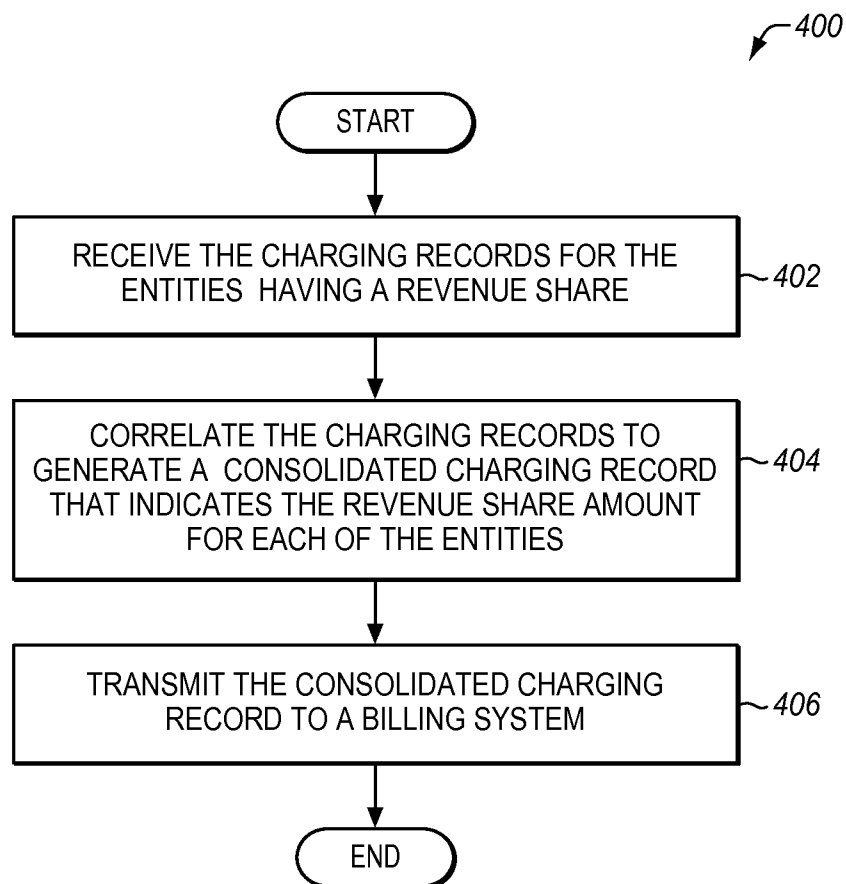 400
START
RECEIVE THE CHARGING RECORDS FOR THE
ENTITIES HAVING A REVENUE SHARE
402
CORRELATE THE CHARGING RECORDS TO
GENERATE A CONSOLIDATED CHARGING RECORD
THAT INDICATES THE REVENUE SHARE AMOUNT
FOR EACH OF THE ENTITIES
404
TRANSMIT THE CONSOLIDATED CHARGING
RECORD TO A BILLING SYSTEM
406
END